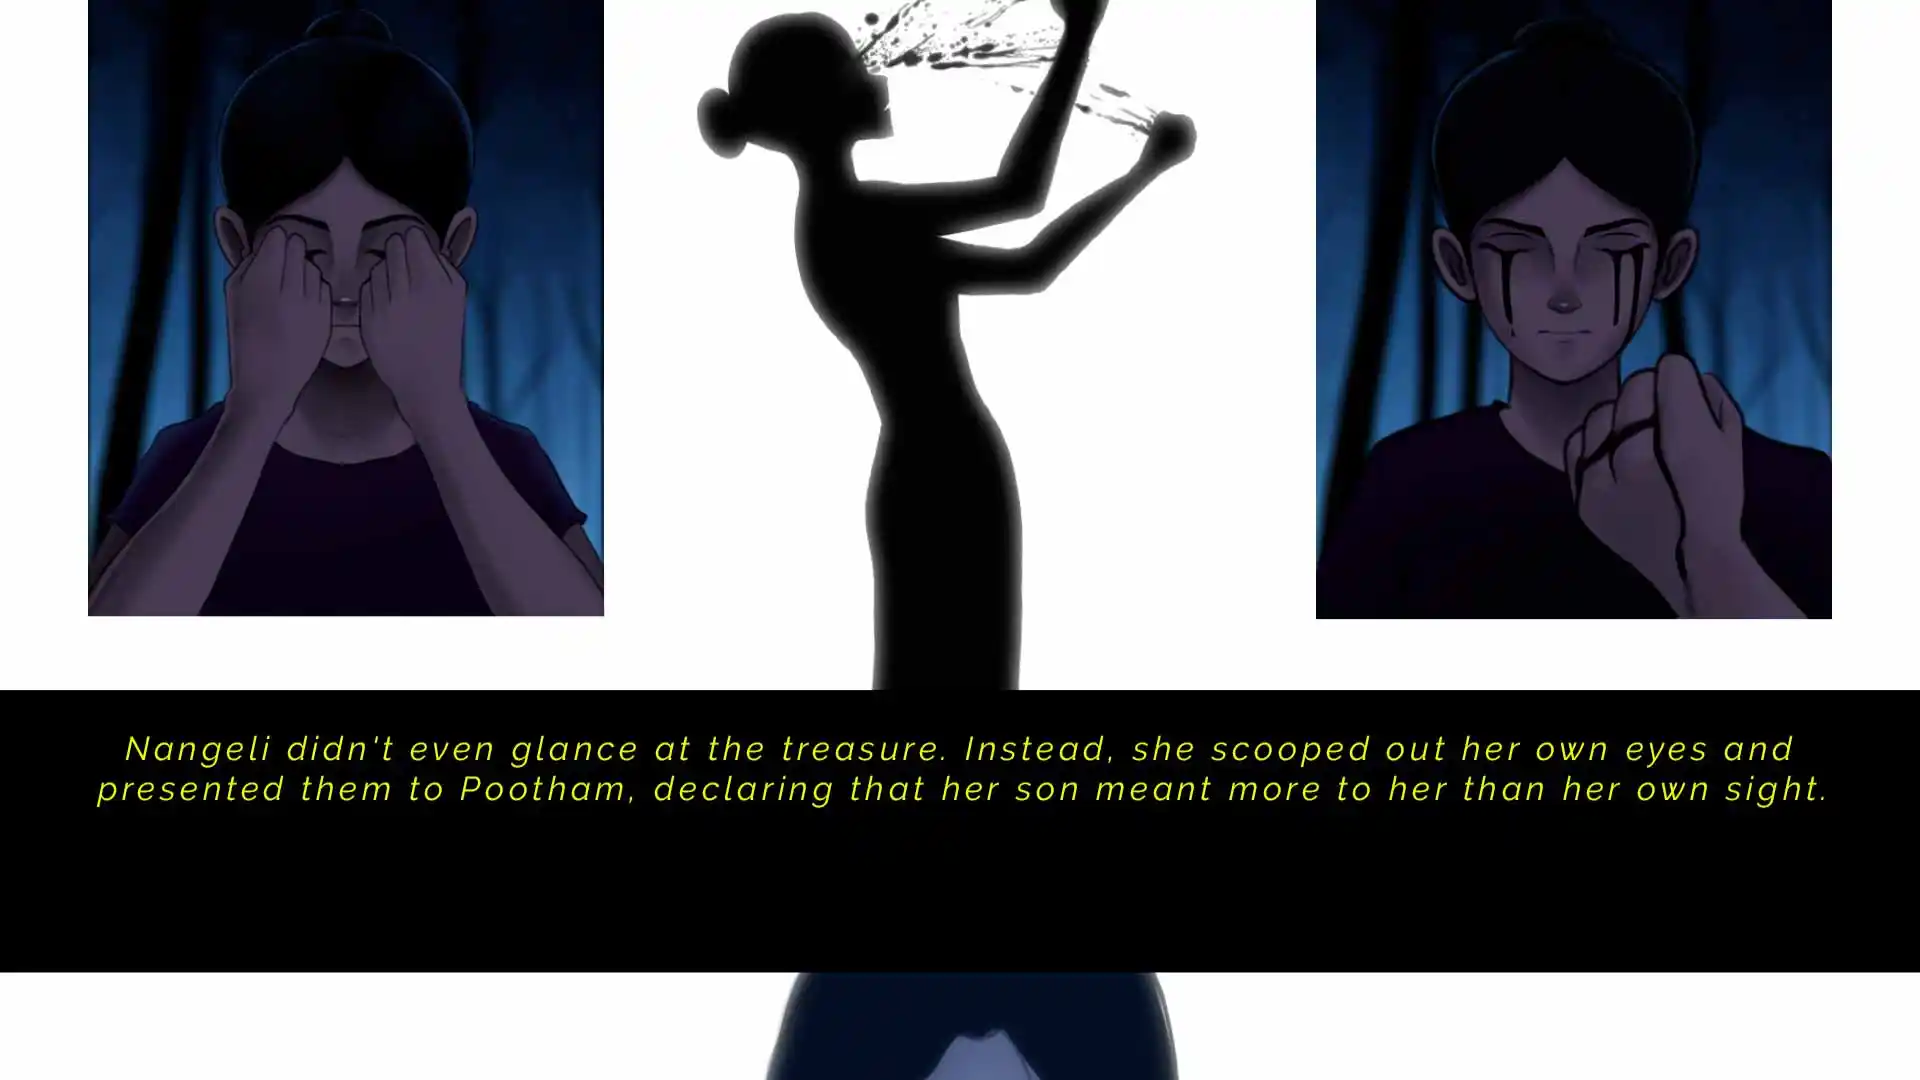 Nangeli didn't even glance at the treasure. Instead, she scooped out her own eyes and
presented them to Pootham, declaring that her son meant more to her than her own sight.